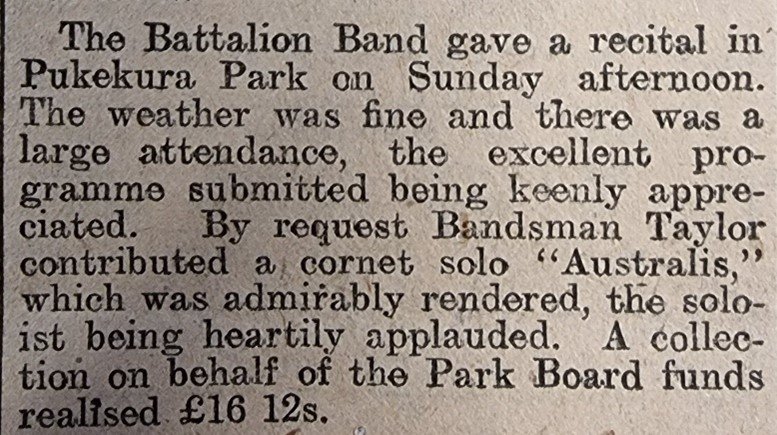 The Battalion Band gave a recital in
Pukekura Park on Sunday afternoon.
The weather was fine and there was a
large attendance, the excellent pro-
gramme submitted being keenly appre-
ciated. By request Bandsman Taylor
contributed a cornet solo “Australis,”
which was admirably rendered, the solo-
ist being heartily applauded. A collec-
tion on behalf of the Park Board funds
realised £16 12s.